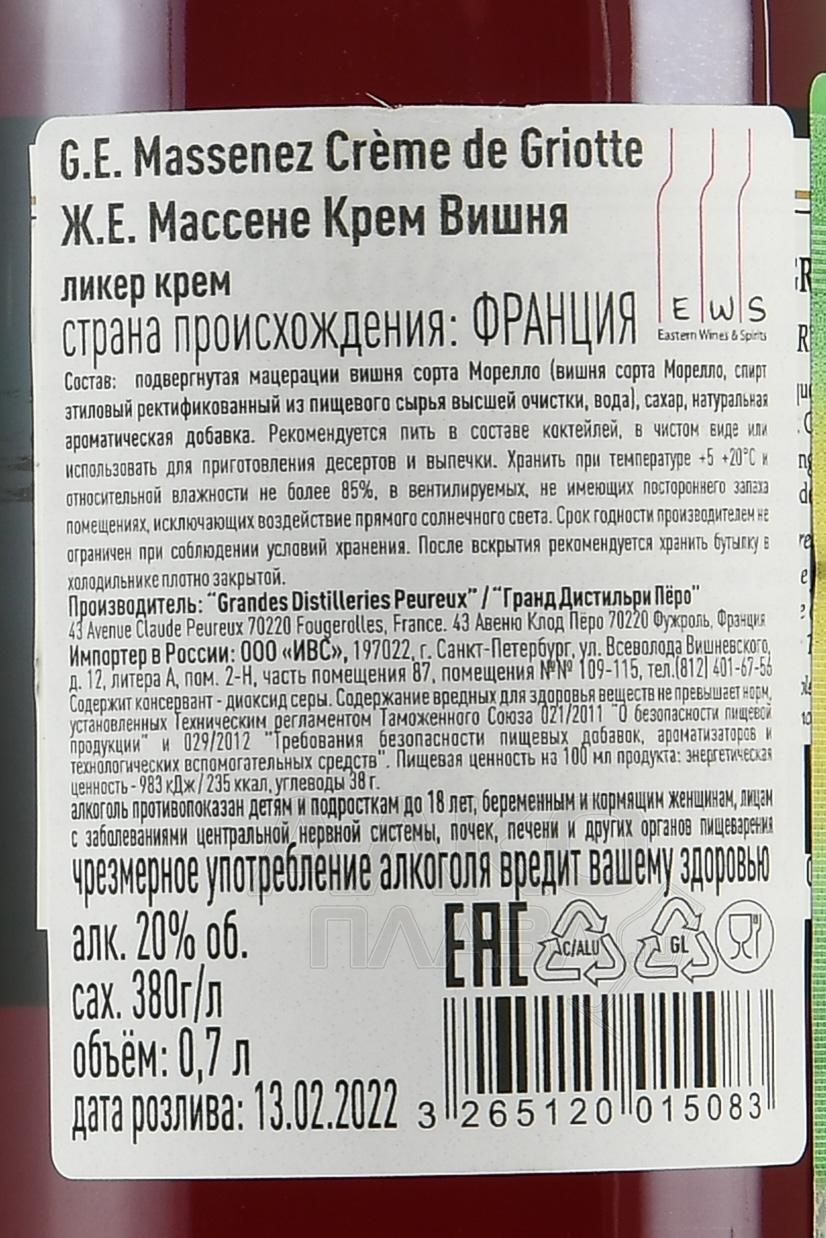 G.E. Massenez Crème de Griotte
Ж.Е. Массене Крем Вишня
ликер крем
страна происхождения: ФРАНЦИЯ
E W S
Eastern Wines & Spirits
Состав: подвергнутая мацерации вишня сорта Морелло (вишня сорта Морелло, спирт
этиловый ректификованный из пищевого сырья высшей очистки, вода), сахар, натуральная
ароматическая добавка. Рекомендуется пить в составе коктейлей, в чистом виде или
использовать для приготовления десертов и выпечки. Хранить при температуре +5 +20°С и
относительной влажности не более 85%, в вентилируемых, не имеющих постороннего запаха
помещениях, исключающих воздействие прямого солнечного света. Срок годности производителем не
ограничен при соблюдении условий хранения. После вскрытия рекомендуется хранить бутылку в
холодильнике плотно закрытой.
Производитель: "Grandes Distilleries Peureux" / "Гранд Дистильри Пёро"
43 Avenue Claude Peureux 70220 Fougerolles, France. 43 Авеню Клод Пёро 70220 Фужроль, Франция
Импортер в России: ООО «ИВС», 197022, г. Санкт-Петербург, ул. Всеволода Вишневского,
д. 12, литера А, пом. 2-Н, часть помещения 87, помещения №№ 109-115, тел.(812) 401-67-56
Содержит консервант - диоксид серы. Содержание вредных для здоровья веществ не превышает норм,
установленных Техническим регламентом Таможенного Союза 021/2011 "О безопасности пищевой
продукции" и 029/2012 "Требования безопасности пищевых добавок, ароматизаторов и
технологических вспомогательных средств". Пищевая ценность на 100 мл продукта: энергетическая
ценность - 983 кДж / 235 ккал, углеводы 38 г.
алкоголь противопоказан детям и подросткам до 18 лет, беременным и кормящим женщинам, лицам
с заболеваниями центральной нервной системы, почек, печени и других органов пищеварения
чрезмерное употребление алкоголя вредит вашему здоровью
алк. 20% об.
сах. 380г/л
объём: 0,7 л
дата розлива: 13.02.2022
EAC
C/ALU
GL
3 265120 015083